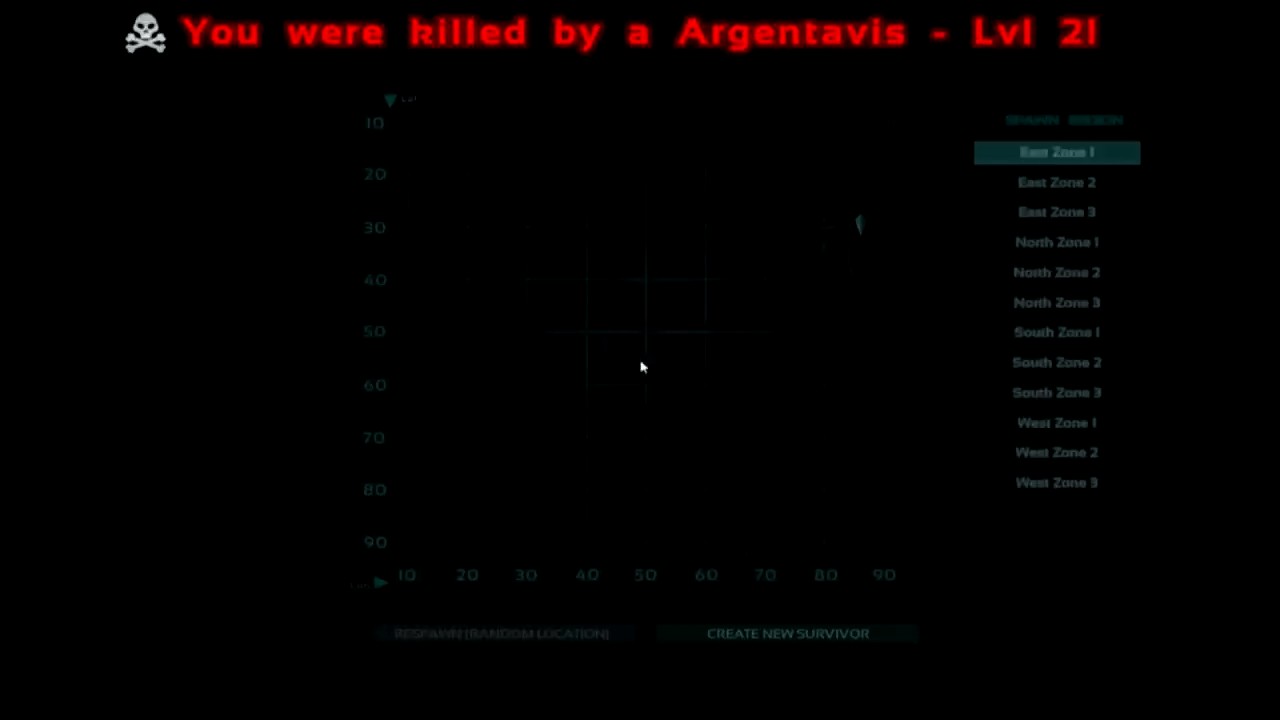 You were killed by a Argentavis - Lvl 21
10
SPAWN REGION
East Zone 1
20
East Zone 2
East Zone 3
30
North Zone 1
North Zone 2
40
North Zone 3
50
South Zone 1
South Zone 2
60
South Zone 3
West Zone 1
70
West Zone 2
West Zone 3
80
90
10 20 30 40 50 60 70 80 90
RESPAWN [RANDOM LOCATION] CREATE NEW SURVIVOR